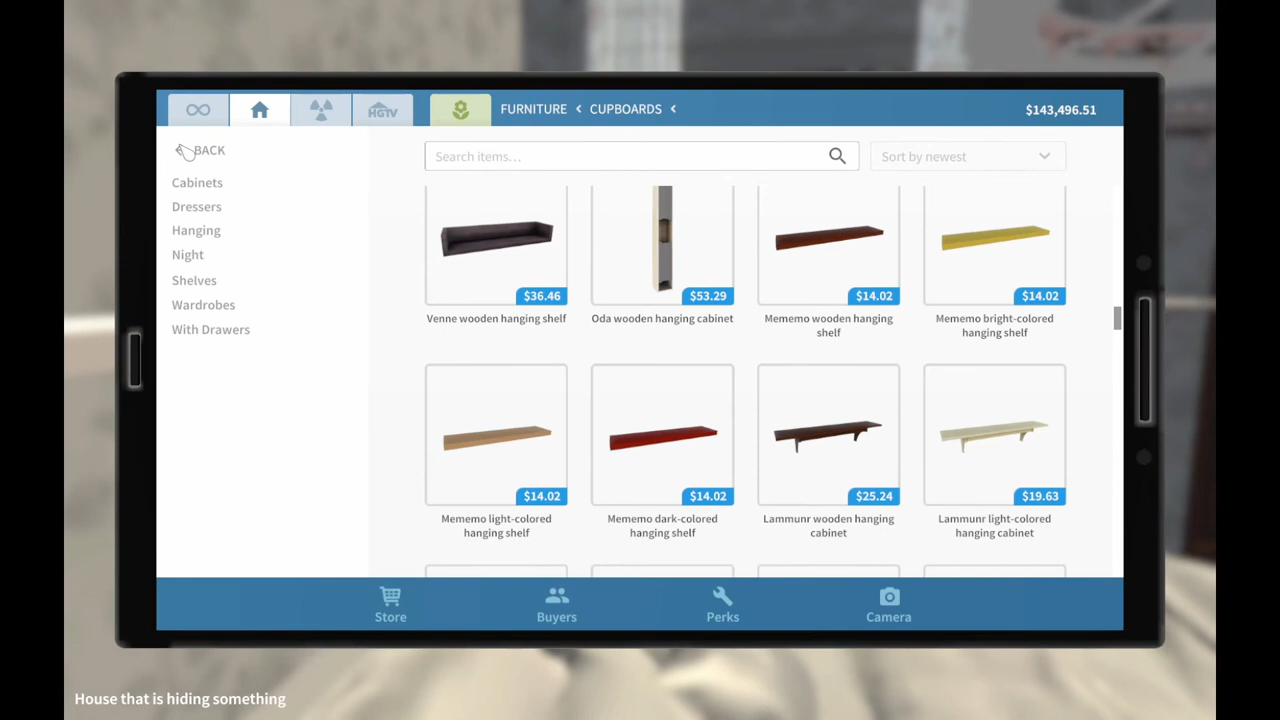 HGTV
FURNITURE < CUPBOARDS <
$143,496.51
BACK
Search items...
Sort by newest
Cabinets
Dressers
Hanging
Night
Shelves
Wardrobes
With Drawers
$36.46
$53.29
$14.02
$14.02
Venne wooden hanging shelf
Oda wooden hanging cabinet
Mememo wooden hanging
shelf
Mememo bright-colored
hanging shelf
$14.02
$14.02
$25.24
$19.63
Mememo light-colored
hanging shelf
Mememo dark-colored
hanging shelf
Lammunr wooden hanging
cabinet
Lammunr light-colored
hanging cabinet
Store
Buyers
Perks
Camera
House that is hiding something